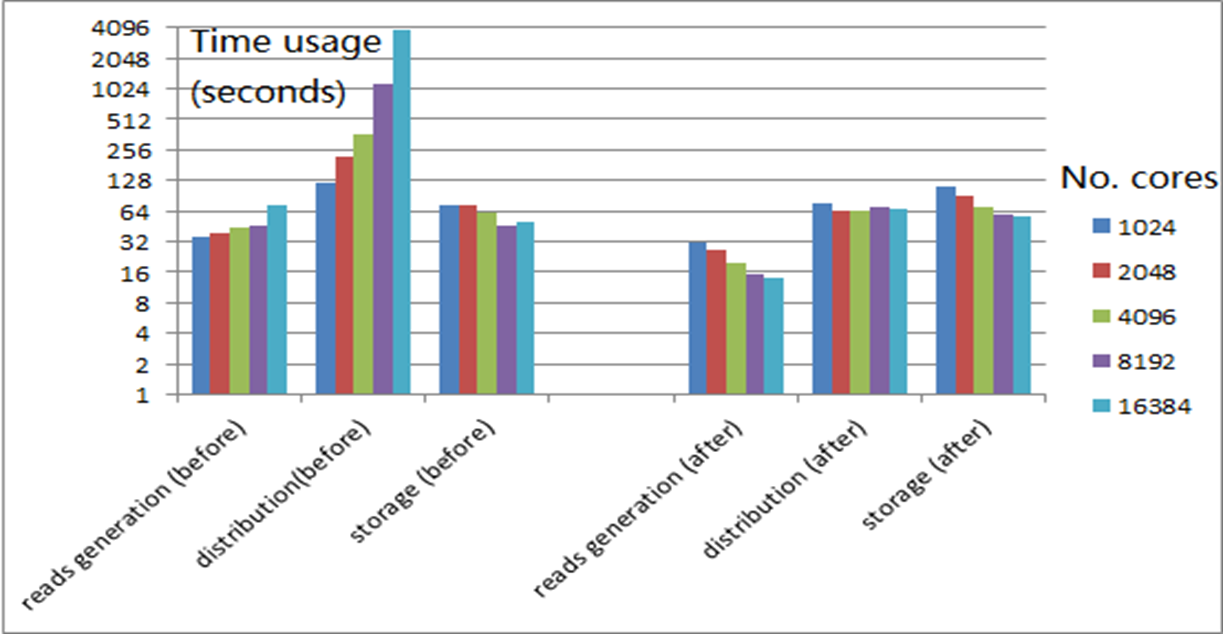 4096
2048
1024
512
256
128
64
32
16
8
4
2
1
Time usage
(seconds)
reads generation (before)
distribution(before)
storage (before)
reads generation (after)
distribution (after)
storage (after)
No. cores
1024
2048
4096
8192
16384